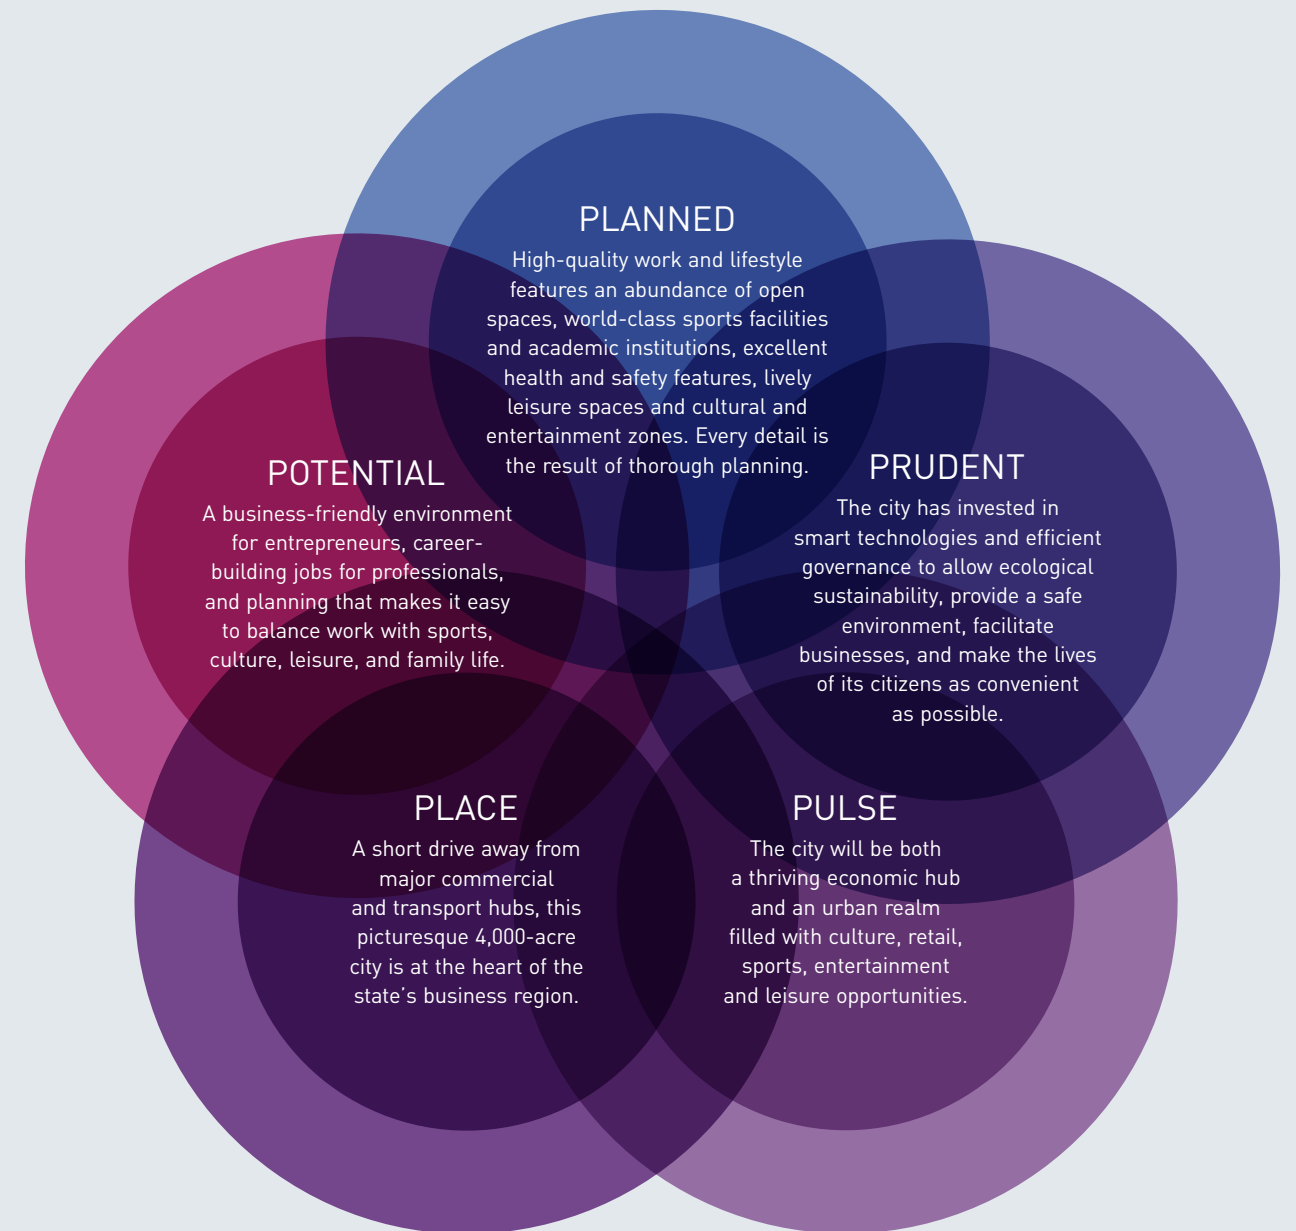 PLANNED
High-quality work and lifestyle
features an abundance of open
spaces, world-class sports facilities
and academic institutions, excellent
health and safety features, lively
leisure spaces and cultural and
entertainment zones. Every detail is
the result of thorough planning.
POTENTIAL
A business-friendly environment
for entrepreneurs, career-
building jobs for professionals,
and planning that makes it easy
to balance work with sports,
culture, leisure, and family life.
PRUDENT
The city has invested in
smart technologies and efficient
governance to allow ecological
sustainability, provide a safe
environment, facilitate
businesses, and make the lives
of its citizens as convenient
as possible.
PLACE
A short drive away from
major commercial
and transport hubs, this
picturesque 4,000-acre
city is at the heart of the
state’s business region.
PULSE
The city will be both
a thriving economic hub
and an urban realm
filled with culture, retail,
sports, entertainment
and leisure opportunities.